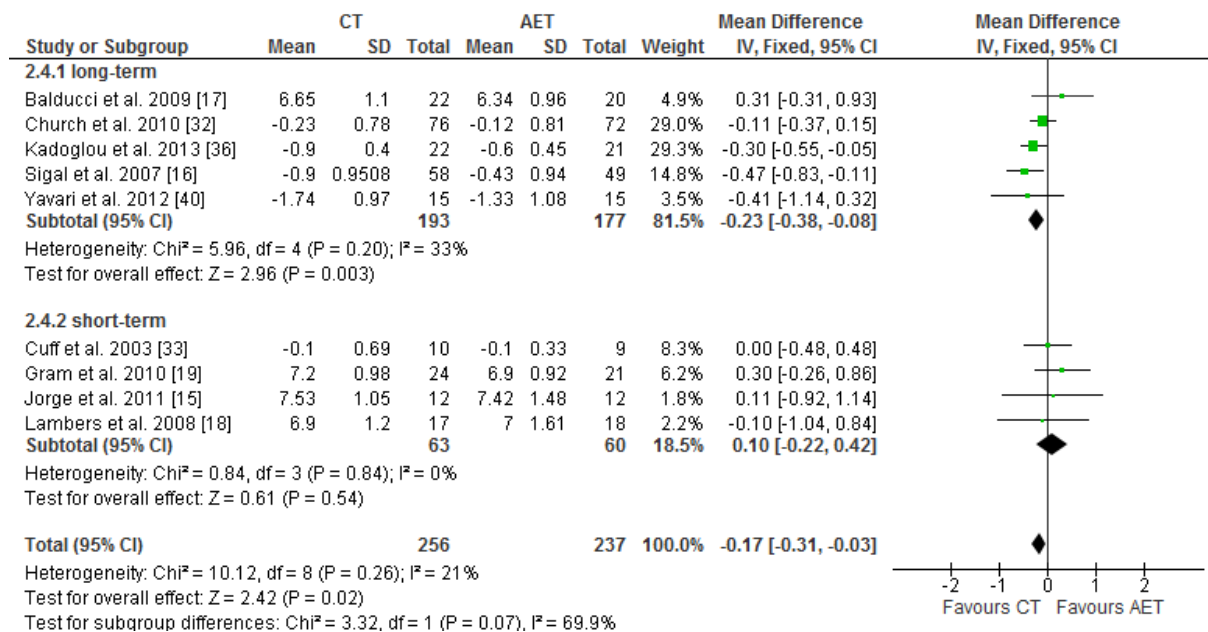 CT AET Mean Difference Mean Difference
Study or Subgroup Mean SD Total Mean SD Total Weight IV, Fixed, 95% CI IV, Fixed, 95% CI
2.4.1 long-term
Balducci et al. 2009 [17] 6.65 1.1 22 6.34 0.96 20 4.9% 0.31 [-0.31, 0.93]
Church et al. 2010 [32] -0.23 0.78 76 -0.12 0.81 72 29.0% -0.11 [-0.37, 0.15]
Kadoglou et al. 2013 [36] -0.9 0.4 22 -0.6 0.45 21 29.3% -0.30 [-0.55, -0.05]
Sigal et al. 2007 [16] -0.9 0.9508 58 -0.43 0.94 49 14.8% -0.47 [-0.83, -0.11]
Yavari et al. 2012 [40] -1.74 0.97 15 -1.33 1.08 15 3.5% -0.41 [-1.14, 0.32]
Subtotal (95% CI) 193 177 81.5% -0.23 [-0.38, -0.08]
Heterogeneity: Chi² = 5.96, df = 4 (P = 0.20); I² = 33%
Test for overall effect: Z = 2.96 (P = 0.003)
2.4.2 short-term
Cuff et al. 2003 [33] -0.1 0.69 10 -0.1 0.33 9 8.3% 0.00 [-0.48, 0.48]
Gram et al. 2010 [19] 7.2 0.98 24 6.9 0.92 21 6.2% 0.30 [-0.26, 0.86]
Jorge et al. 2011 [15] 7.53 1.05 12 7.42 1.48 12 1.8% 0.11 [-0.92, 1.14]
Lambers et al. 2008 [18] 6.9 1.2 17 7 1.61 18 2.2% -0.10 [-1.04, 0.84]
Subtotal (95% CI) 63 60 18.5% 0.10 [-0.22, 0.42]
Heterogeneity: Chi² = 0.84, df = 3 (P = 0.84); I² = 0%
Test for overall effect: Z = 0.61 (P = 0.54)
Total (95% CI) 256 237 100.0% -0.17 [-0.31, -0.03]
Heterogeneity: Chi² = 10.12, df = 8 (P = 0.26); I² = 21%
Test for overall effect: Z = 2.42 (P = 0.02)
Test for subgroup differences: Chi² = 3.32, df = 1 (P = 0.07), I² = 69.9%
-2 -1 0 1 2
Favours CT Favours AET